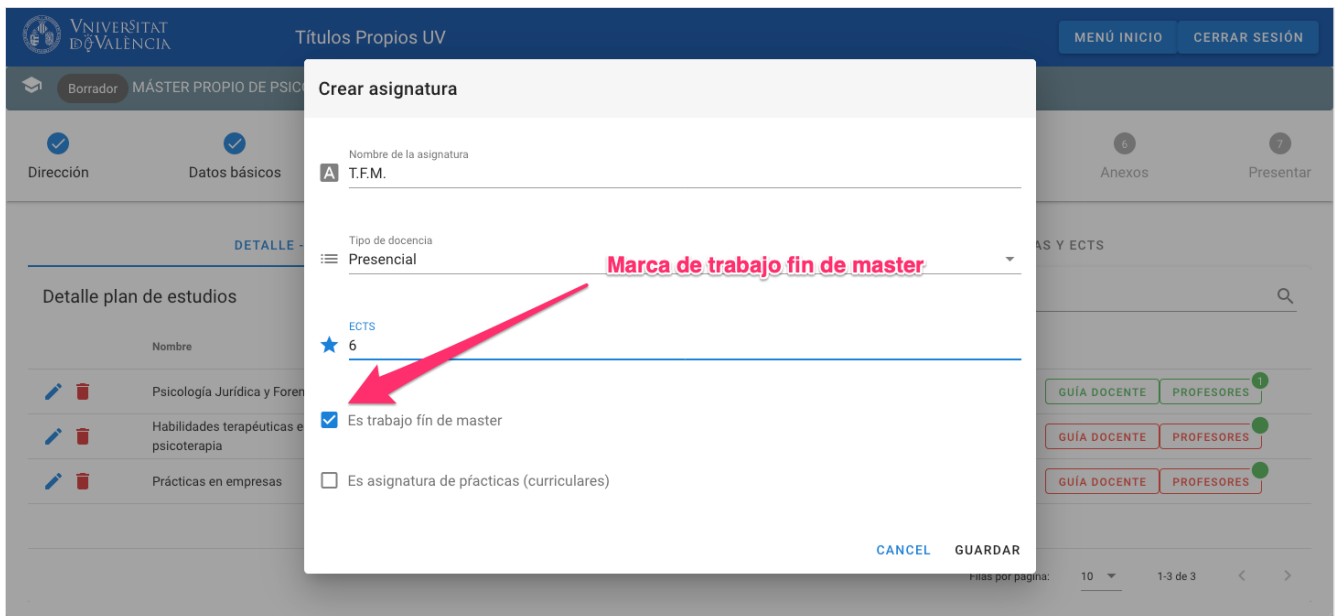 VNIVERSITAT
DE VALÈNCIA
Títulos Propios UV
MENÚ INICIO
CERRAR SESIÓN
Borrador
MÁSTER PROPIO DE PSIC
Crear asignatura
Dirección
Datos básicos
6
Anexos
7
Presentar
Nombre de la asignatura
A
T.F.M.
DETALLE -
AS Y ECTS
Tipo de docencia
Presencial
Marca de trabajo fin de master
Detalle plan de estudios
ECTS
6
Nombre
Psicología Jurídica y Foren
GUÍA DOCENTE
PROFESORES
1
Es trabajo fín de master
Habilidades terapéuticas e
psicoterapia
GUÍA DOCENTE
PROFESORES
Prácticas en empresas
Es asignatura de pŕacticas (curriculares)
GUÍA DOCENTE
PROFESORES
CANCEL
GUARDAR
Filas por página:
10
1-3 de 3